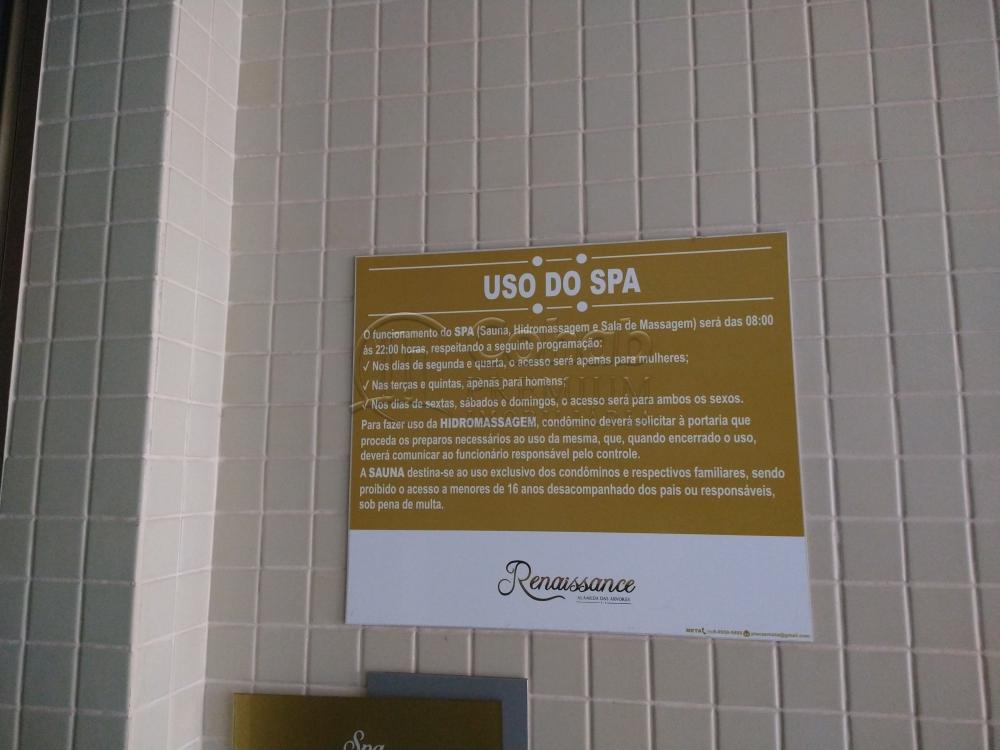 USO DO SPA
O funcionamento do SPA (Sauna, Hidromassagem e Sala de Massagem) será das 08:00
às 22:00 horas, respeitando a seguinte programação:
✓ Nos dias de segunda e quarta, o acesso será apenas para mulheres;
✓ Nas terças e quintas, apenas para homens;
✓ Nos dias de sextas, sábados e domingos, o acesso será para ambos os sexos.
Para fazer uso da HIDROMASSAGEM, condômino deverá solicitar à portaria que
proceda os preparos necessários ao uso da mesma, que, quando encerrado o uso,
deverá comunicar ao funcionário responsável pelo controle.
A SAUNA destina-se ao uso exclusivo dos condôminos e respectivos familiares, sendo
proibido o acesso a menores de 16 anos desacompanhado dos pais ou responsáveis,
sob pena de multa.
PREMIUM
IMOBILIÁRIA
Renaissance
ALAMEDA DAS ÁRVORES
META
Spa